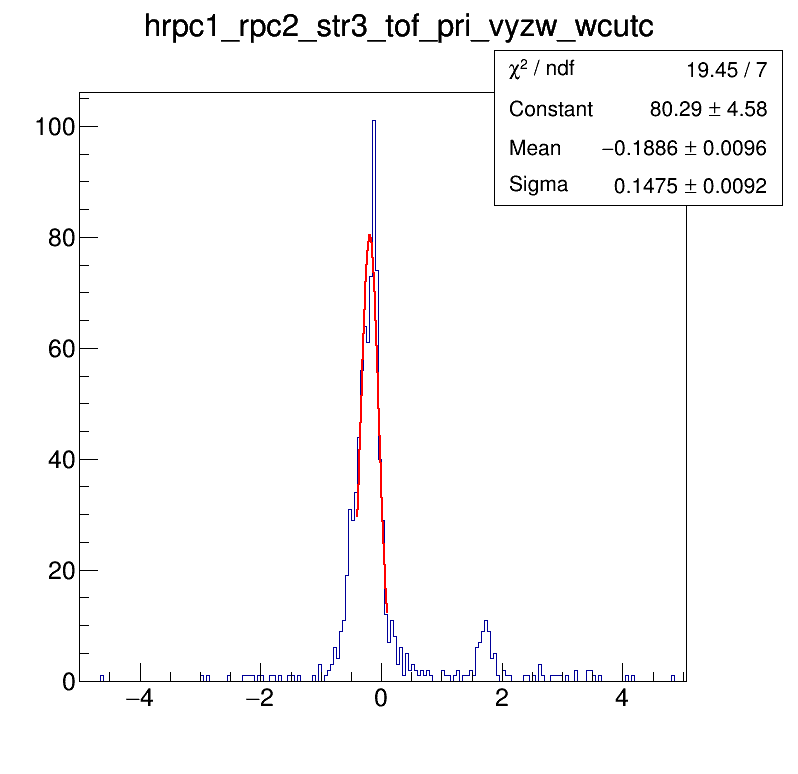 hrpc1_rpc2_str3_tof_pri_vyzw_wcutc
χ² / ndf 19.45 / 7
Constant 80.29 ± 4.58
Mean −0.1886 ± 0.0096
Sigma 0.1475 ± 0.0092
100
80
60
40
20
0
−4 −2 0 2 4